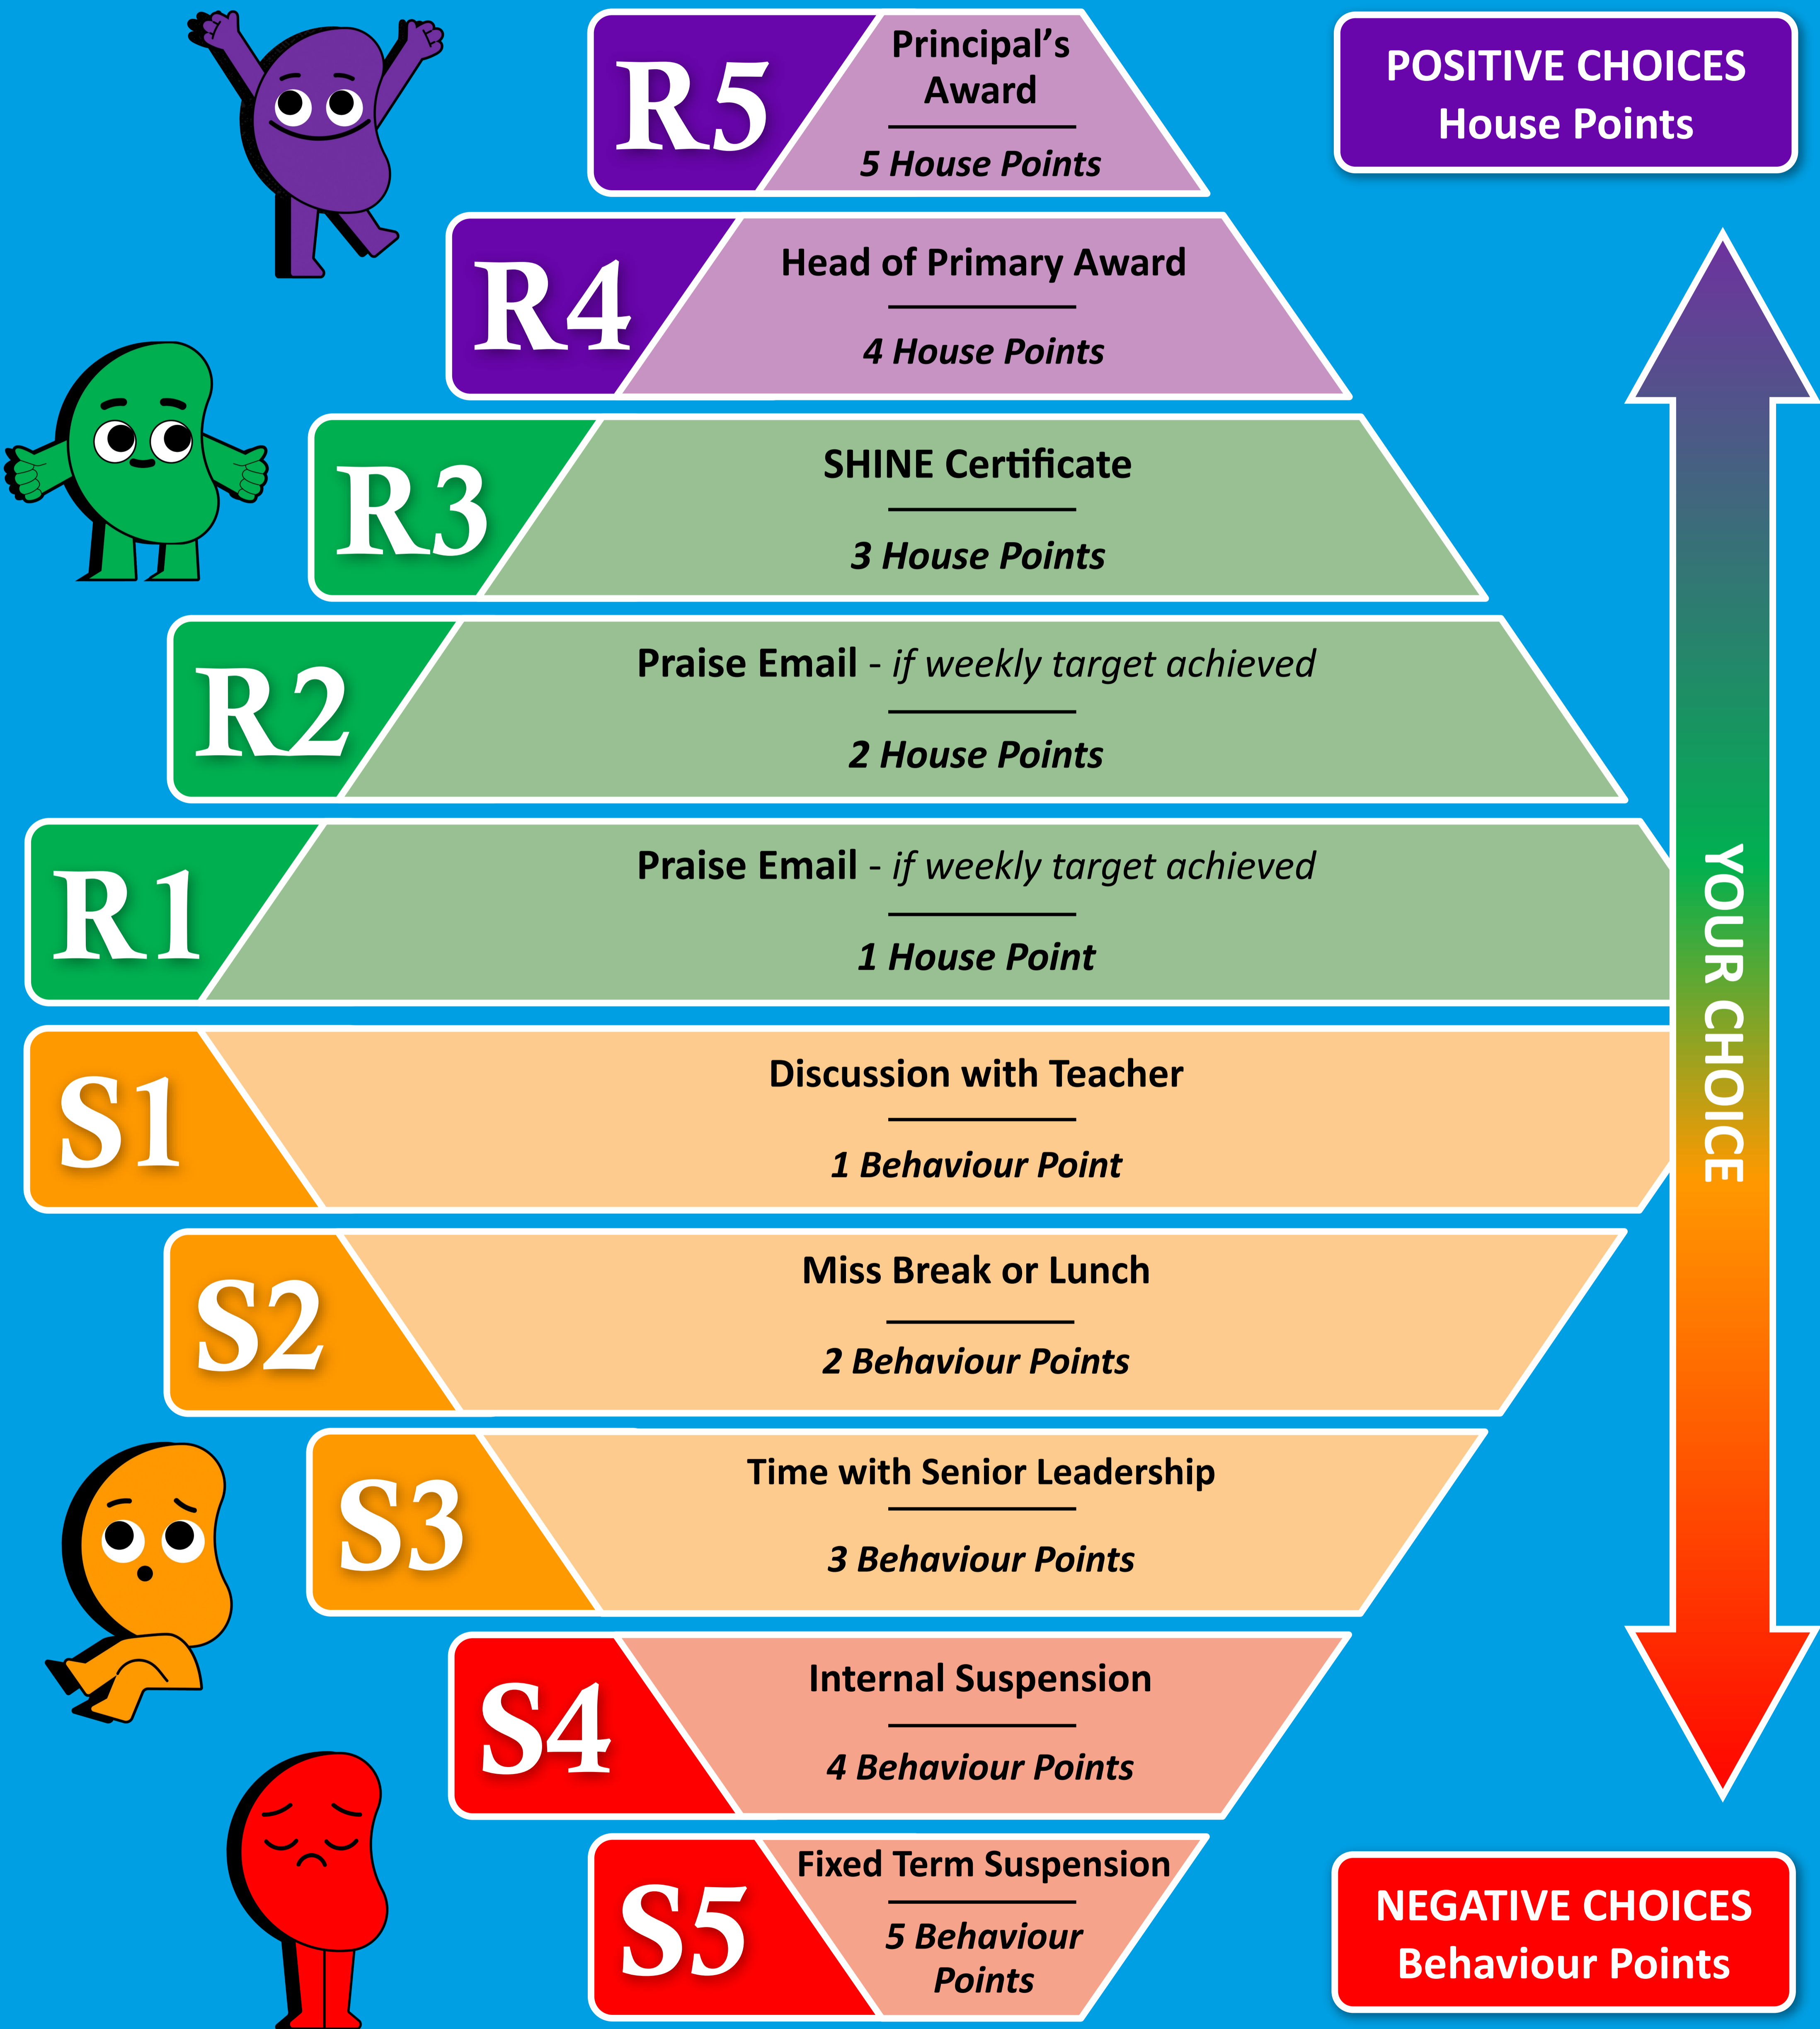 R5
Principal's
Award
5 House Points
POSITIVE CHOICES
House Points
R4
Head of Primary Award
4 House Points
R3
SHINE Certificate
3 House Points
R2
Praise Email - if weekly target achieved
2 House Points
R1
Praise Email - if weekly target achieved
1 House Point
YOUR CHOICE
S1
Discussion with Teacher
1 Behaviour Point
S2
Miss Break or Lunch
2 Behaviour Points
S3
Time with Senior Leadership
3 Behaviour Points
S4
Internal Suspension
4 Behaviour Points
S5
Fixed Term Suspension
5 Behaviour
Points
NEGATIVE CHOICES
Behaviour Points